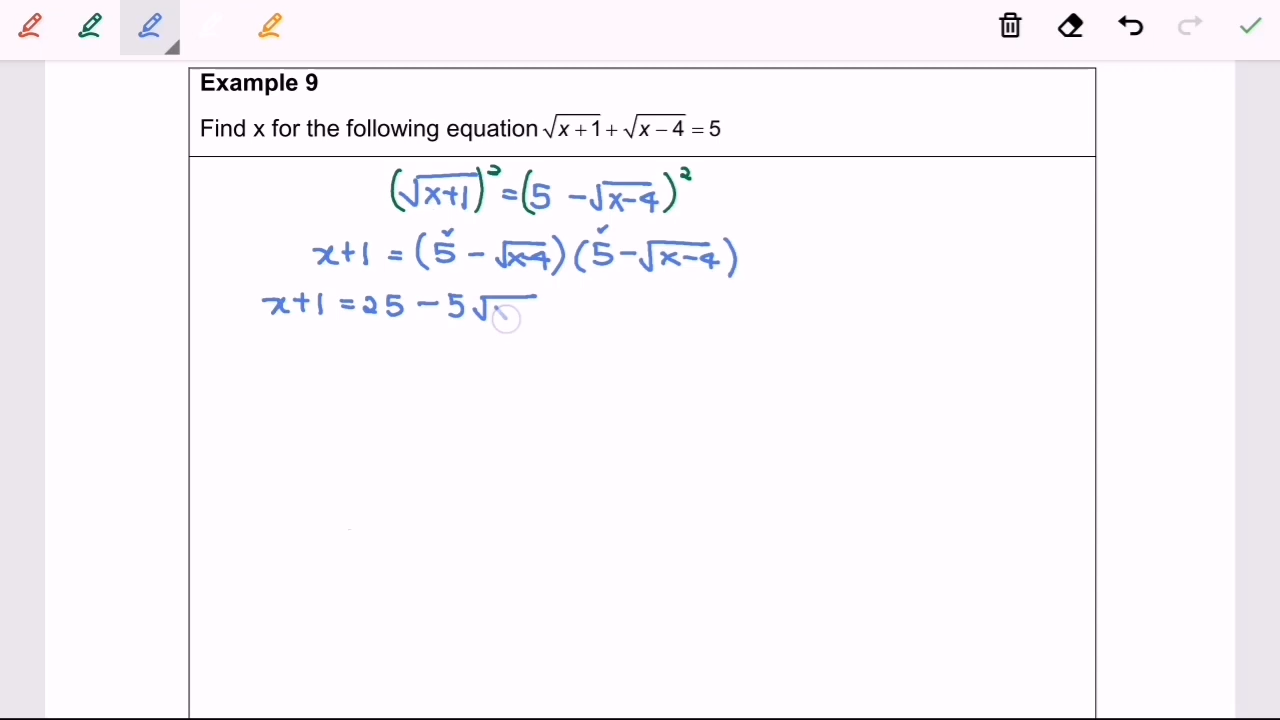 Example 9
Find x for the following equation √(x+1) + √(x−4) = 5
(√(x+1))² = (5 − √(x−4))²
x+1 = (5 − √(x−4))(5 − √(x−4))
x+1 = 25 − 5√